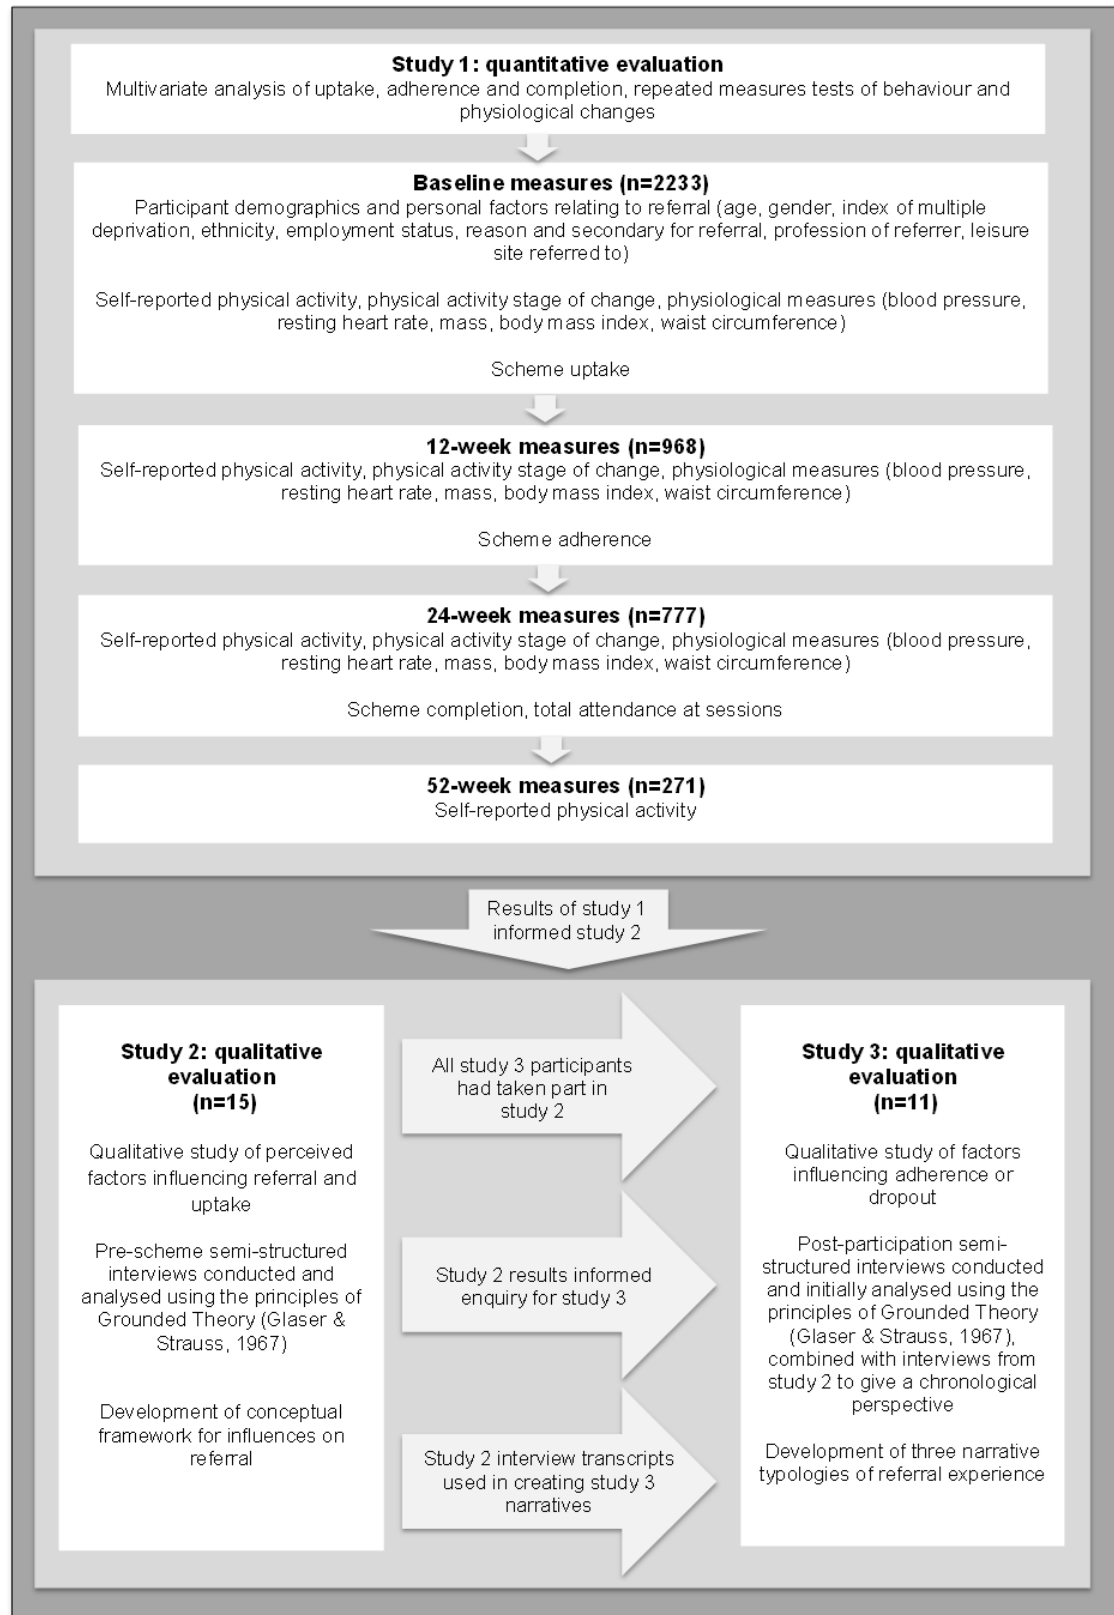 Study 1: quantitative evaluation
Multivariate analysis of uptake, adherence and completion, repeated measures tests of behaviour and
physiological changes
Baseline measures (n=2233)
Participant demographics and personal factors relating to referral (age, gender, index of multiple
deprivation, ethnicity, employment status, reason and secondary for referral, profession of referrer, leisure
site referred to)
Self-reported physical activity, physical activity stage of change, physiological measures (blood pressure,
resting heart rate, mass, body mass index, waist circumference)
Scheme uptake
12-week measures (n=968)
Self-reported physical activity, physical activity stage of change, physiological measures (blood pressure,
resting heart rate, mass, body mass index, waist circumference)
Scheme adherence
24-week measures (n=777)
Self-reported physical activity, physical activity stage of change, physiological measures (blood pressure,
resting heart rate, mass, body mass index, waist circumference)
Scheme completion, total attendance at sessions
52-week measures (n=271)
Self-reported physical activity
Results of study 1
informed study 2
Study 2: qualitative
evaluation
(n=15)
Qualitative study of perceived
factors influencing referral and
uptake
Pre-scheme semi-structured
interviews conducted and
analysed using the principles of
Grounded Theory (Glaser &
Strauss, 1967)
Development of conceptual
framework for influences on
referral
All study 3 participants
had taken part in
study 2
Study 2 results informed
enquiry for study 3
Study 2 interview transcripts
used in creating study 3
narratives
Study 3: qualitative
evaluation
(n=11)
Qualitative study of factors
influencing adherence or
dropout
Post-participation semi-
structured interviews conducted
and initially analysed using the
principles of Grounded Theory
(Glaser & Strauss, 1967),
combined with interviews from
study 2 to give a chronological
perspective
Development of three narrative
typologies of referral experience